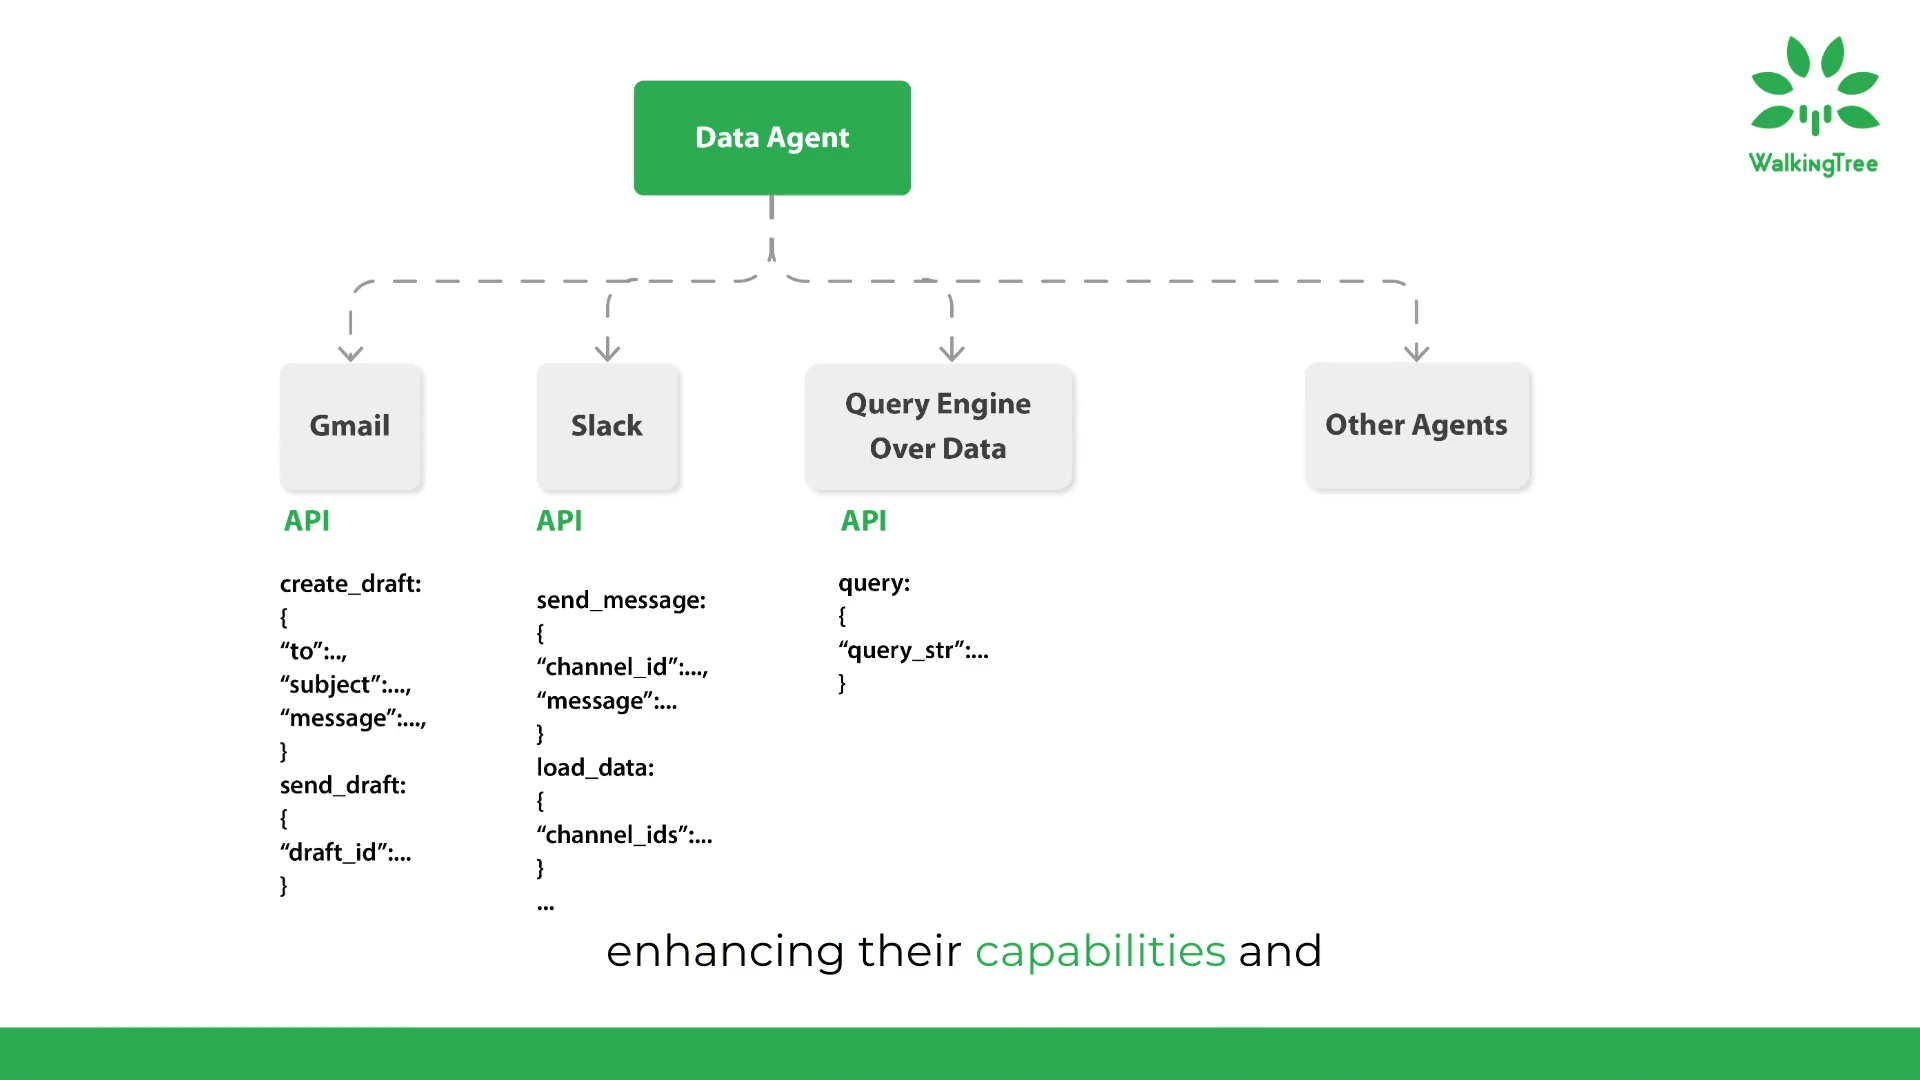 WalkingTree
Data Agent
Gmail
Slack
Query Engine
Over Data
Other Agents
API
create_draft:
{
“to”:..,
“subject”:...,
“message”:...,
}
send_draft:
{
“draft_id”:...
}
API
send_message:
{
“channel_id”:...,
“message”:...
}
load_data:
{
“channel_ids”:...
}
...
API
query:
{
“query_str”:...
}
enhancing their capabilities and